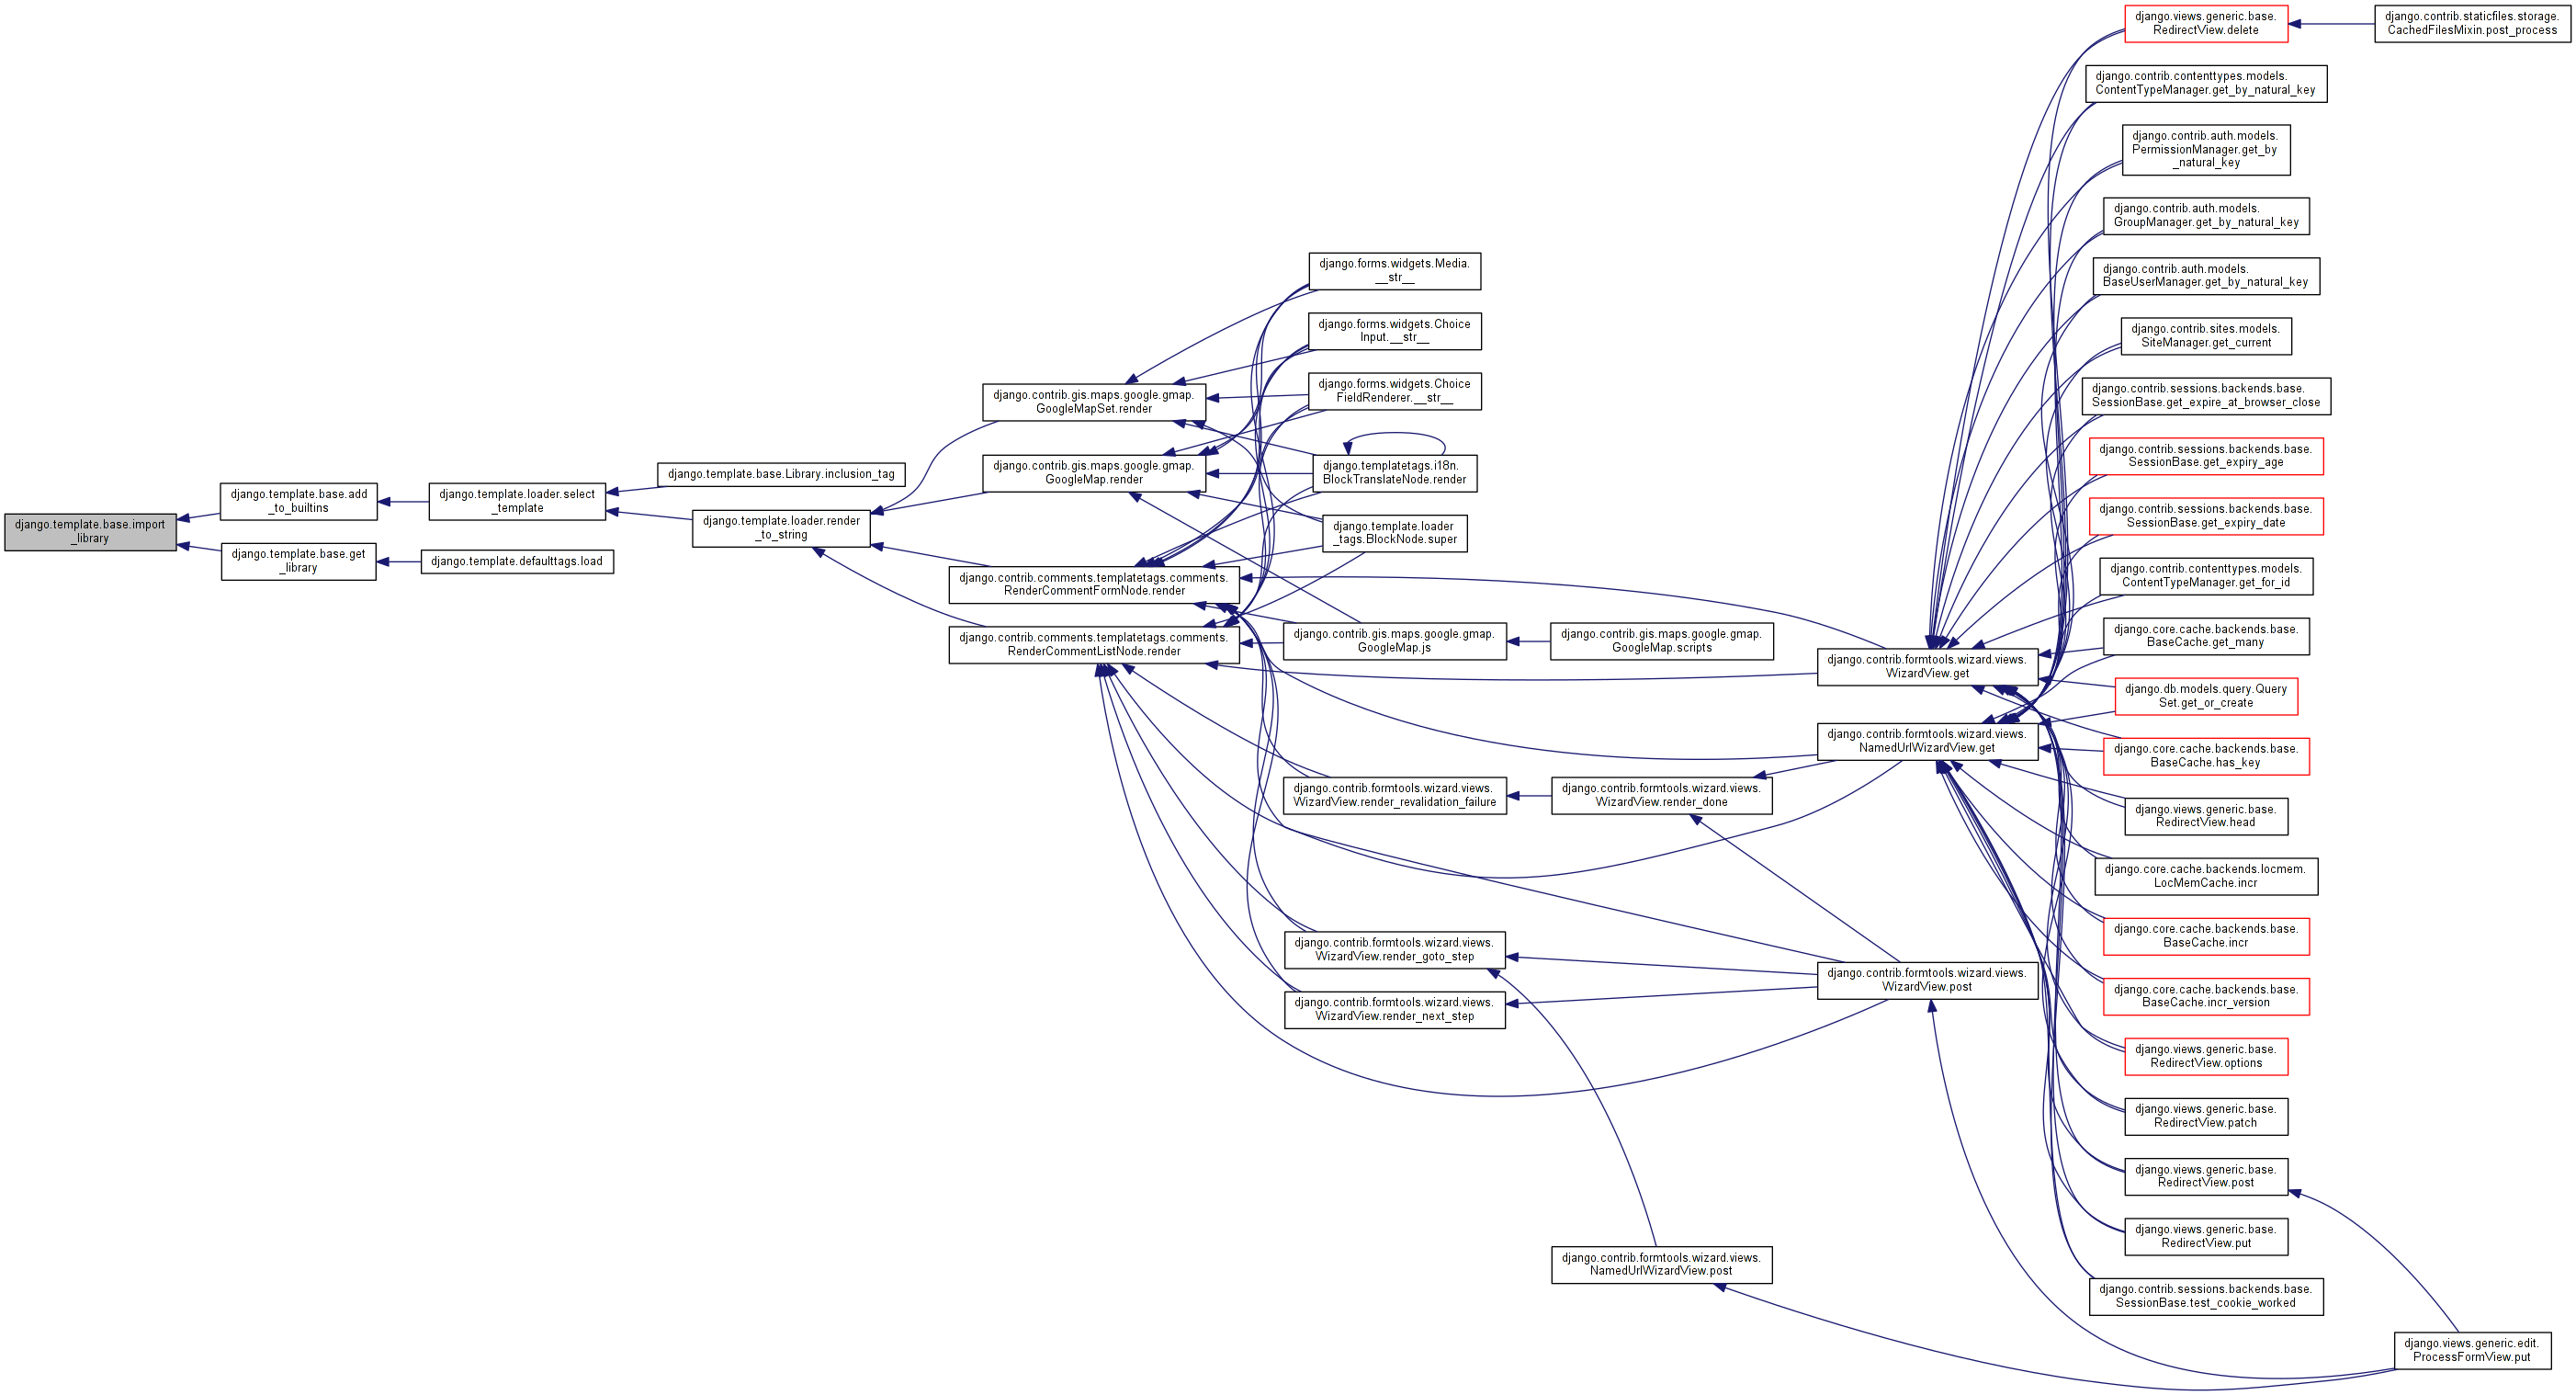 django.template.base.import
_library
django.template.base.add
_to_builtins
django.template.base.get
_library
django.template.loader.select
_template
django.template.defaulttags.load
django.template.base.Library.inclusion_tag
django.template.loader.render
_to_string
django.contrib.gis.maps.google.gmap.
GoogleMapSet.render
django.contrib.gis.maps.google.gmap.
GoogleMap.render
django.contrib.comments.templatetags.comments.
RenderCommentFormNode.render
django.contrib.comments.templatetags.comments.
RenderCommentListNode.render
django.forms.widgets.Media.
__str__
django.forms.widgets.Choice
Input.__str__
django.forms.widgets.Choice
FieldRenderer.__str__
django.templatetags.i18n.
BlockTranslateNode.render
django.template.loader
_tags.BlockNode.super
django.contrib.gis.maps.google.gmap.
GoogleMap.js
django.contrib.formtools.wizard.views.
WizardView.render_revalidation_failure
django.contrib.formtools.wizard.views.
WizardView.render_goto_step
django.contrib.formtools.wizard.views.
WizardView.render_next_step
django.contrib.gis.maps.google.gmap.
GoogleMap.scripts
django.contrib.formtools.wizard.views.
WizardView.render_done
django.contrib.formtools.wizard.views.
NamedUrlWizardView.post
django.contrib.formtools.wizard.views.
WizardView.get
django.contrib.formtools.wizard.views.
NamedUrlWizardView.get
django.contrib.formtools.wizard.views.
WizardView.post
django.views.generic.base.
RedirectView.delete
django.contrib.contenttypes.models.
ContentTypeManager.get_by_natural_key
django.contrib.auth.models.
PermissionManager.get_by
_natural_key
django.contrib.auth.models.
GroupManager.get_by_natural_key
django.contrib.auth.models.
BaseUserManager.get_by_natural_key
django.contrib.sites.models.
SiteManager.get_current
django.contrib.sessions.backends.base.
SessionBase.get_expire_at_browser_close
django.contrib.sessions.backends.base.
SessionBase.get_expiry_age
django.contrib.sessions.backends.base.
SessionBase.get_expiry_date
django.contrib.contenttypes.models.
ContentTypeManager.get_for_id
django.core.cache.backends.base.
BaseCache.get_many
django.db.models.query.Query
Set.get_or_create
django.core.cache.backends.base.
BaseCache.has_key
django.views.generic.base.
RedirectView.head
django.core.cache.backends.locmem.
LocMemCache.incr
django.core.cache.backends.base.
BaseCache.incr
django.core.cache.backends.base.
BaseCache.incr_version
django.views.generic.base.
RedirectView.options
django.views.generic.base.
RedirectView.patch
django.views.generic.base.
RedirectView.post
django.views.generic.base.
RedirectView.put
django.contrib.sessions.backends.base.
SessionBase.test_cookie_worked
django.contrib.staticfiles.storage.
CachedFilesMixin.post_process
django.views.generic.edit.
ProcessFormView.put